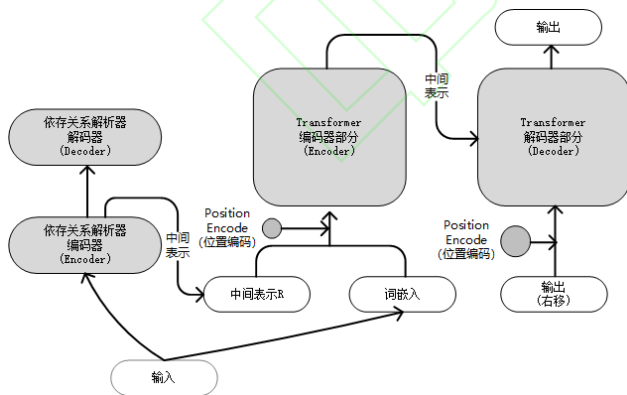 输出
Transformer
编码器部分
(Encoder)
中间
表示
Transformer
解码器部分
(Decoder)
依存关系解析器
解码器
(Decoder)
依存关系解析器
编码器
(Encoder)
中间
表示
Position
Encode
(位置编码)
Position
Encode
(位置编码)
中间表示R
词嵌入
输出
(右移)
输入